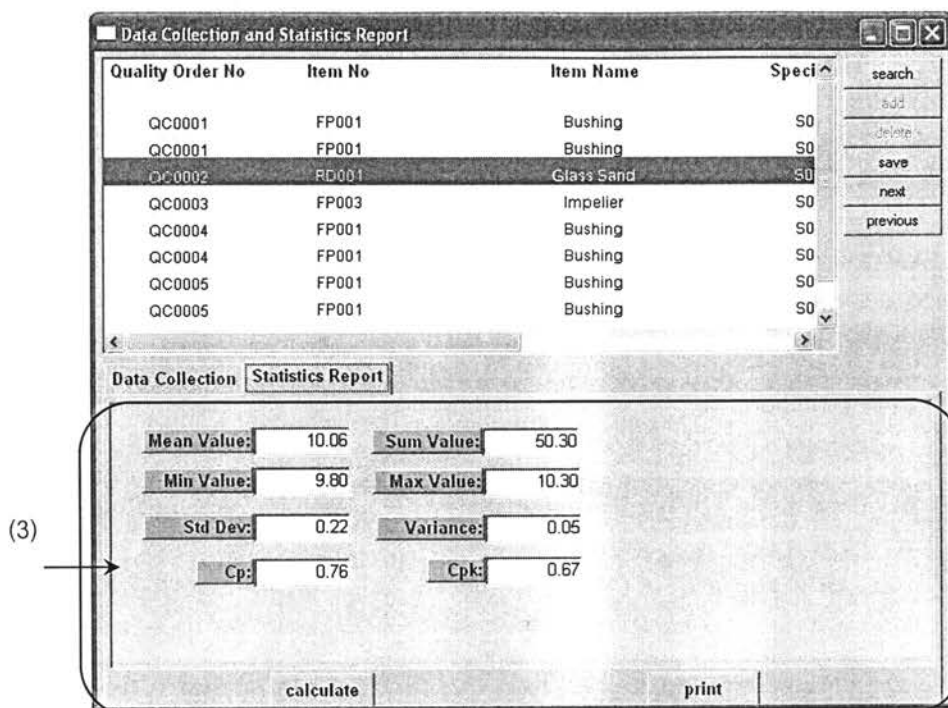 Data Collection and Statistics Report
Quality Order No Item No Item Name Speci
QC0001 FP001 Bushing S0
QC0001 FP001 Bushing S0
QC0002 RD001 Glass Sand S0
QC0003 FP003 Impelier S0
QC0004 FP001 Bushing S0
QC0004 FP001 Bushing S0
QC0005 FP001 Bushing S0
QC0005 FP001 Bushing S0
search
add
delete
save
next
previous
Data Collection Statistics Report
Mean Value: 10.06 Sum Value: 50.30
Min Value: 9.80 Max Value: 10.30
Std Dev: 0.22 Variance: 0.05
(3)
Cp: 0.76 Cpk: 0.67
calculate print